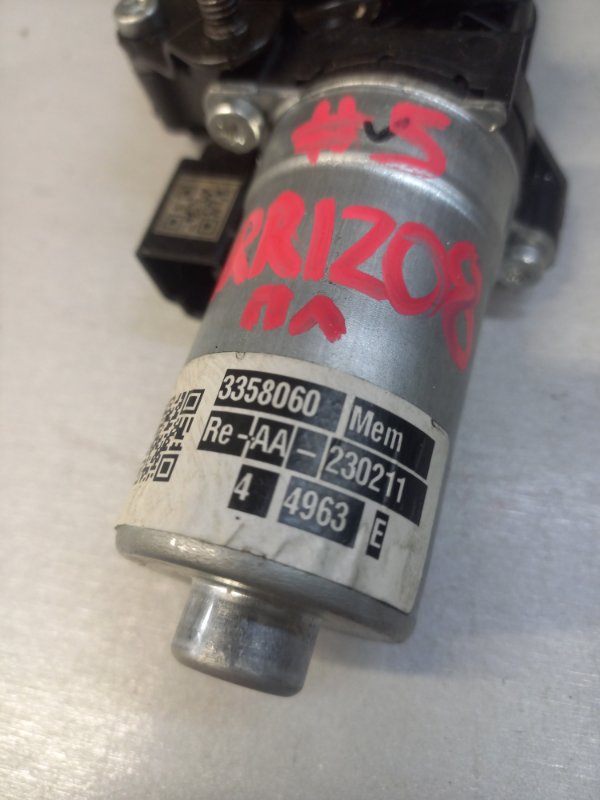 #5
RRIZO8
ПЛ
3358060 Mem
Re-AA-230211
4 4963 E